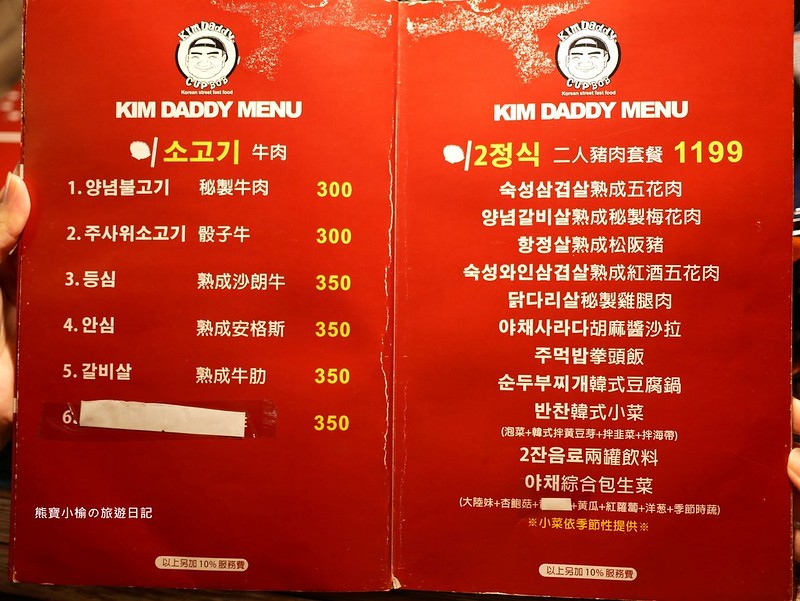 Kim Daddy
CUPBOB
Korean street fast food
KIM DADDY MENU
소고기 牛肉
1. 양념불고기 秘製牛肉 300
2. 주사위소고기 骰子牛 300
3. 등심 熟成沙朗牛 350
4. 안심 熟成安格斯 350
5. 갈비살 熟成牛肋 350
6. 350
熊寶小榆の旅遊日記
以上另加10%服務費
Kim Daddy
CUPBOB
Korean street fast food
KIM DADDY MENU
2정식 二人豬肉套餐 1199
숙성삼겹살熟成五花肉
양념갈비살熟成秘製梅花肉
항정살熟成松阪豬
숙성와인삼겹살熟成紅酒五花肉
닭다리살秘製雞腿肉
야채사라다胡麻醬沙拉
주먹밥拳頭飯
순두부찌개韓式豆腐鍋
반찬韓式小菜
(泡菜+韓式拌黃豆芽+拌韭菜+拌海帶)
2잔음료兩罐飲料
야채綜合包生菜
(大陸妹+杏鮑菇+ +黃瓜+紅蘿蔔+洋葱+季節時蔬)
※小菜依季節性提供※
以上另加10%服務費